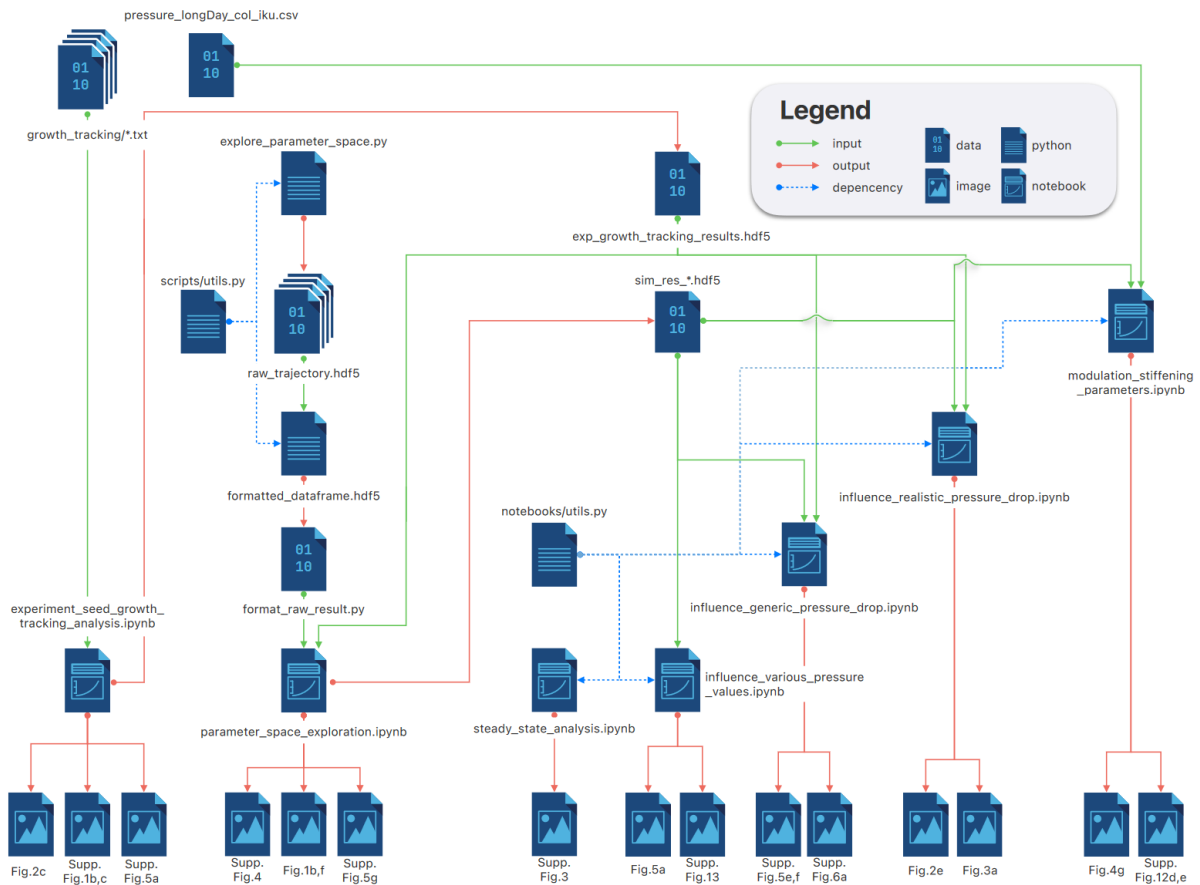 pressure_longDay_col_iku.csv
01
10
01
10
growth_tracking/*.txt
Legend
input
output
depencency
01
10
data
python
image
notebook
explore_parameter_space.py
01
10
exp_growth_tracking_results.hdf5
scripts/utils.py
01
10
raw_trajectory.hdf5
sim_res_*.hdf5
01
10
modulation_stiffening
_parameters.ipynb
formatted_dataframe.hdf5
influence_realistic_pressure_drop.ipynb
notebooks/utils.py
01
10
format_raw_result.py
experiment_seed_growth_
tracking_analysis.ipynb
influence_generic_pressure_drop.ipynb
influence_various_pressure
_values.ipynb
parameter_space_exploration.ipynb
steady_state_analysis.ipynb
Fig.2c
Supp.
Fig.1b,c
Supp.
Fig.5a
Supp.
Fig.4
Fig.1b,f
Supp.
Fig.5g
Supp.
Fig.3
Fig.5a
Supp.
Fig.13
Supp.
Fig.5e,f
Supp.
Fig.6a
Fig.2e
Fig.3a
Fig.4g
Supp.
Fig.12d,e